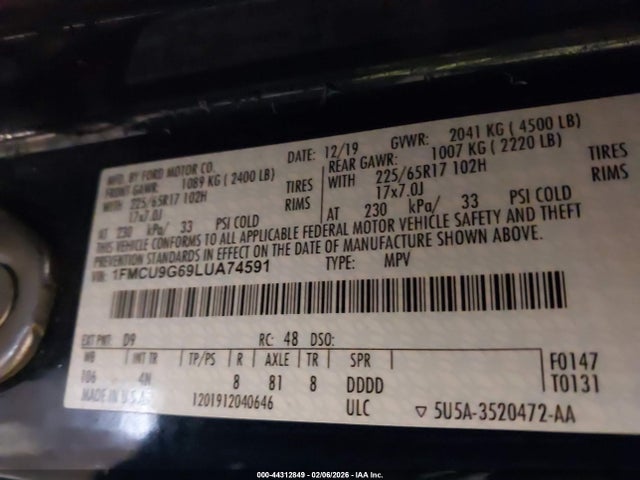 MFD. BY FORD MOTOR CO.
DATE: 12/19 GVWR: 2041 KG ( 4500 LB)
FRONT GAWR: 1089 KG ( 2400 LB) REAR GAWR: 1007 KG ( 2220 LB)
WITH 225/65R17 102H TIRES WITH 225/65R17 102H TIRES
17x7.0J RIMS 17x7.0J RIMS
AT 230 kPa/ 33 PSI COLD AT 230 kPa/ 33 PSI COLD
THIS VEHICLE CONFORMS TO ALL APPLICABLE FEDERAL MOTOR VEHICLE SAFETY AND THEFT
PREVENTION STANDARDS IN EFFECT ON THE DATE OF MANUFACTURE SHOWN ABOVE.
VIN: 1FMCU9G69LUA74591 TYPE: MPV
EXT PNT: D9 RC: 48 DSO:
WB INT TR TP/PS R AXLE TR SPR F0147
106 4N 8 81 8 DDDD T0131
MADE IN U.S.A. 1201912040646 ULC ▽ 5U5A-3520472-AA
000-44312849 - 02/06/2026 - IAA Inc.